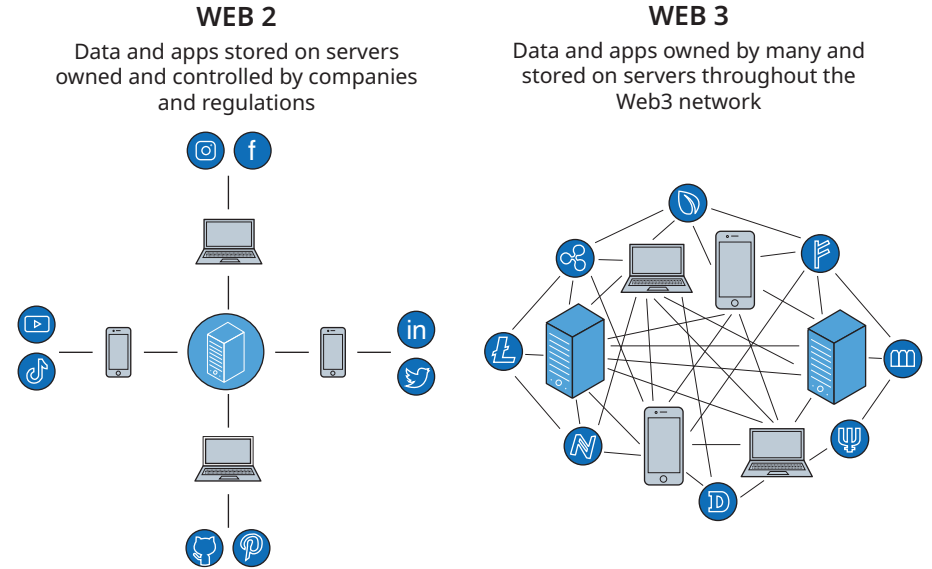 WEB 2
Data and apps stored on servers
owned and controlled by companies
and regulations
WEB 3
Data and apps owned by many and
stored on servers throughout the
Web3 network
f
in